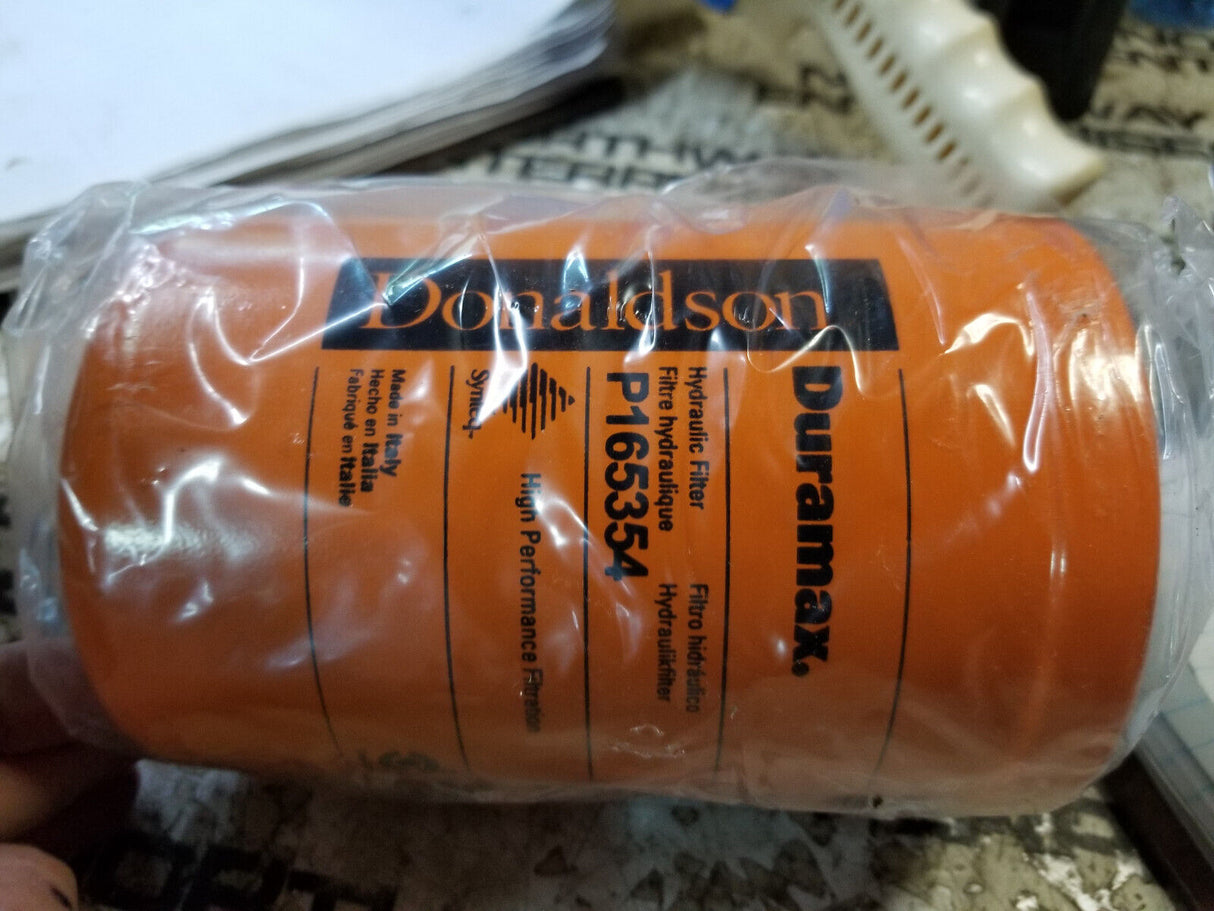 Donaldson
Duramax®
Hydraulic Filter
Filtro hidráulico
Filtre hydraulique
Hydraulikfilter
P165354
High Performance Filtration
Synteq
Made in Italy
Hecho en Italia
Fabriqué en Italie